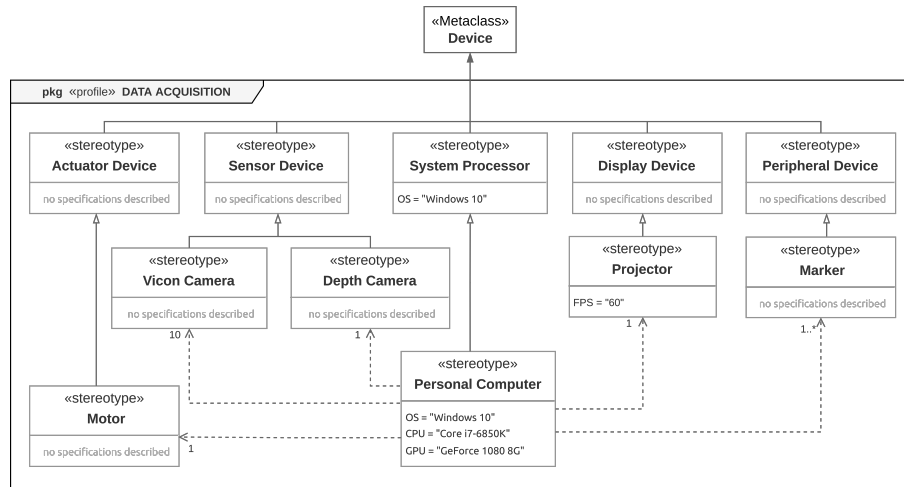 «Metaclass»
Device
pkg «profile» DATA ACQUISITION
«stereotype»
Actuator Device
no specifications described
«stereotype»
Sensor Device
no specifications described
«stereotype»
System Processor
OS = "Windows 10"
«stereotype»
Display Device
no specifications described
«stereotype»
Peripheral Device
no specifications described
«stereotype»
Vicon Camera
no specifications described
10
«stereotype»
Depth Camera
no specifications described
1
«stereotype»
Projector
FPS = "60"
1
«stereotype»
Marker
no specifications described
1..*
«stereotype»
Personal Computer
OS = "Windows 10"
CPU = "Core i7-6850K"
GPU = "GeForce 1080 8G"
«stereotype»
Motor
no specifications described
1